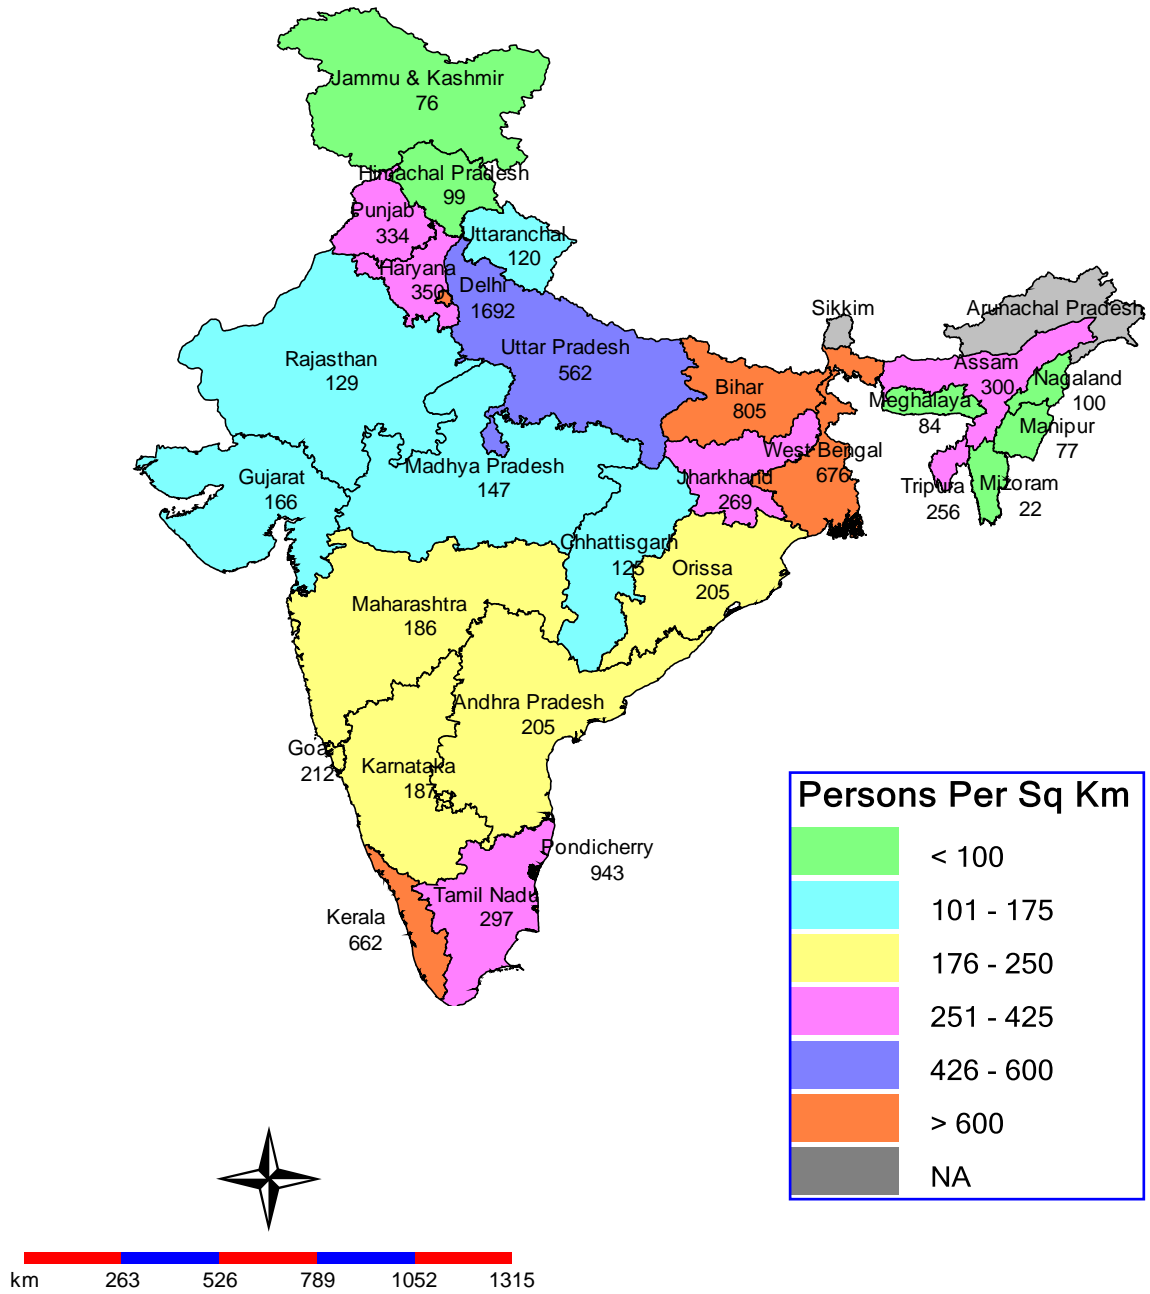 Jammu & Kashmir
76
Himachal Pradesh
99
Punjab
334
Uttaranchal
120
Haryana
350
Delhi
1692
Sikkim
Arunachal Pradesh
Rajasthan
129
Uttar Pradesh
562
Bihar
805
Assam
300
Nagaland
100
Meghalaya
84
Manipur
77
West Bengal
676
Gujarat
166
Madhya Pradesh
147
Jharkhand
269
Tripura
256
Mizoram
22
Chhattisgarh
125
Orissa
205
Maharashtra
186
Andhra Pradesh
205
Goa
212
Karnataka
187
Pondicherry
943
Tamil Nadu
297
Kerala
662
Persons Per Sq Km
< 100
101 - 175
176 - 250
251 - 425
426 - 600
> 600
NA
km 263 526 789 1052 1315